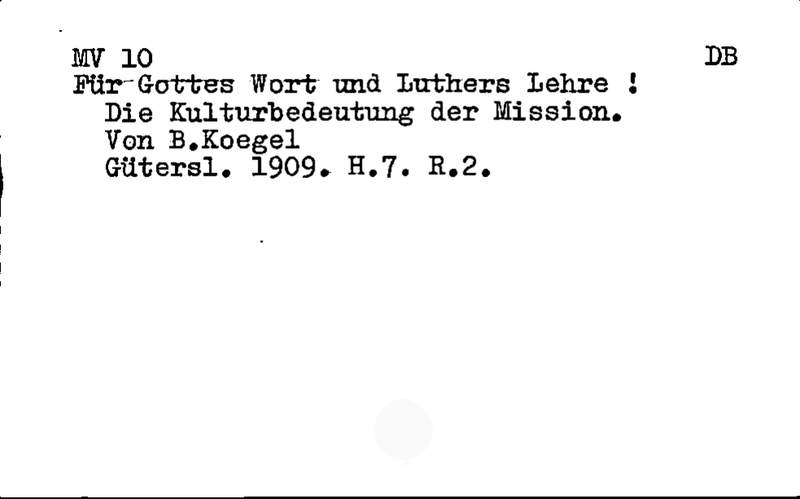 MV 10 DB
Für Gottes Wort und Luthers Lehre !
Die Kulturbedeutung der Mission.
Von B.Koegel
Gütersl. 1909. H.7. R.2.